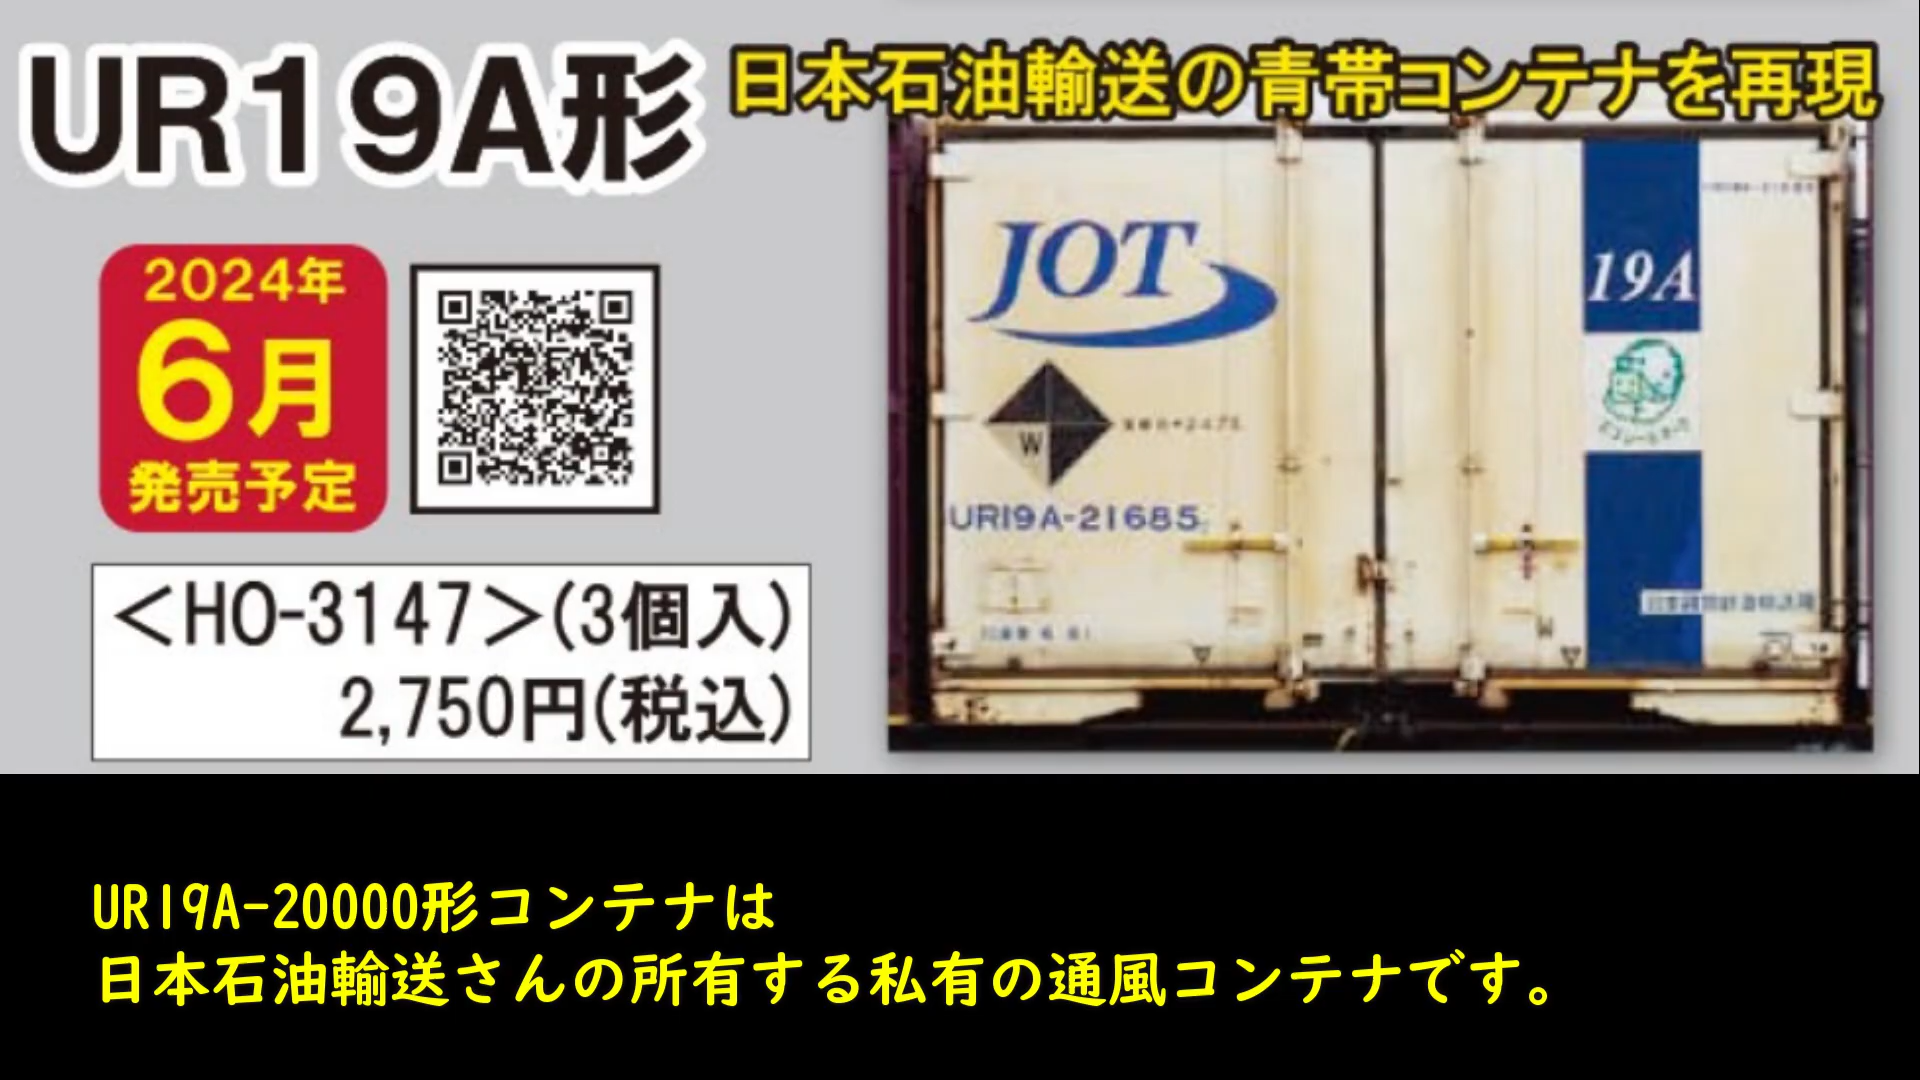 UR19A形
日本石油輸送の青帯コンテナを再現
2024年
6月
発売予定
＜HO-3147＞(3個入)
2,750円(税込)
JOT
19A
W
UR19A-21685
UR19A-20000形コンテナは
日本石油輸送さんの所有する私有の通風コンテナです。